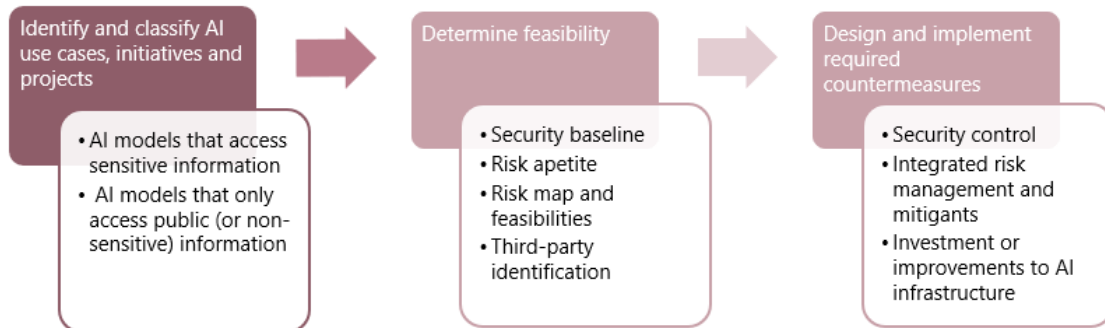 Identify and classify AI
use cases, initiatives and
projects
• AI models that access
sensitive information
• AI models that only
access public (or non-
sensitive) information
Determine feasibility
• Security baseline
• Risk apetite
• Risk map and
feasibilities
• Third-party
identification
Design and implement
required
countermeasures
• Security control
• Integrated risk
management and
mitigants
• Investment or
improvements to AI
infrastructure